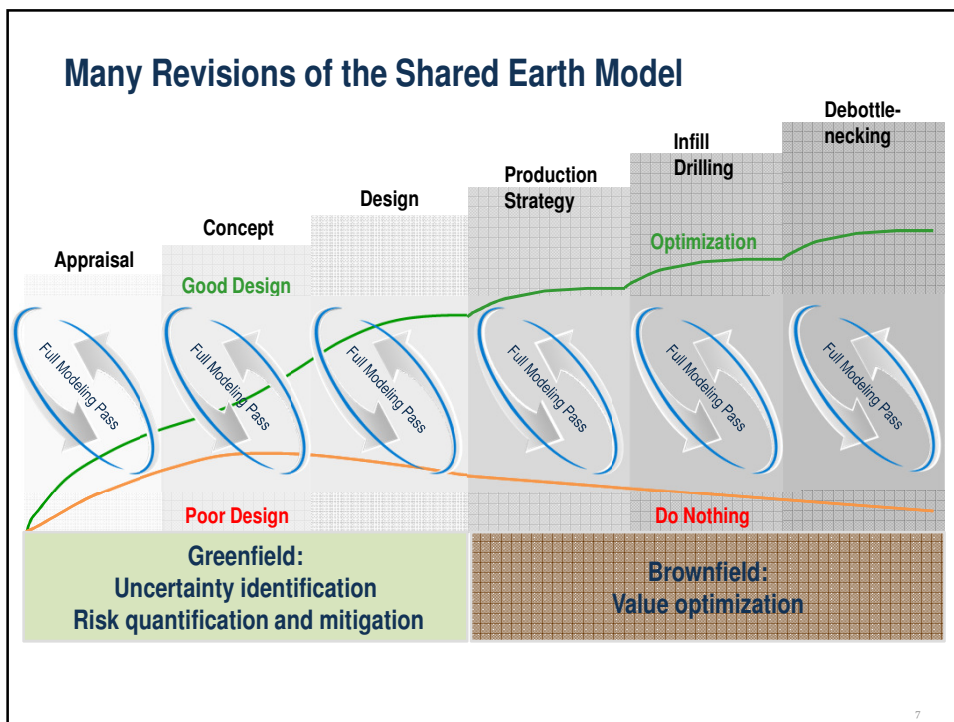 Many Revisions of the Shared Earth Model
Debottle-
necking
Infill
Drilling
Production
Strategy
Design
Concept
Appraisal
Optimization
Good Design
Full Modeling Pass
Full Modeling Pass
Full Modeling Pass
Full Modeling Pass
Full Modeling Pass
Full Modeling Pass
Poor Design
Do Nothing
Greenfield:
Uncertainty identification
Risk quantification and mitigation
Brownfield:
Value optimization
7